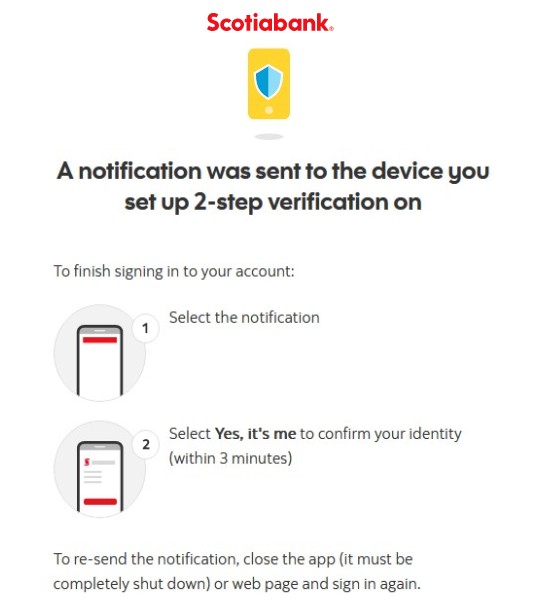 Scotiabank.
A notification was sent to the device you
set up 2-step verification on
To finish signing in to your account:
1
Select the notification
2
Select Yes, it's me to confirm your identity
(within 3 minutes)
To re-send the notification, close the app (it must be
completely shut down) or web page and sign in again.